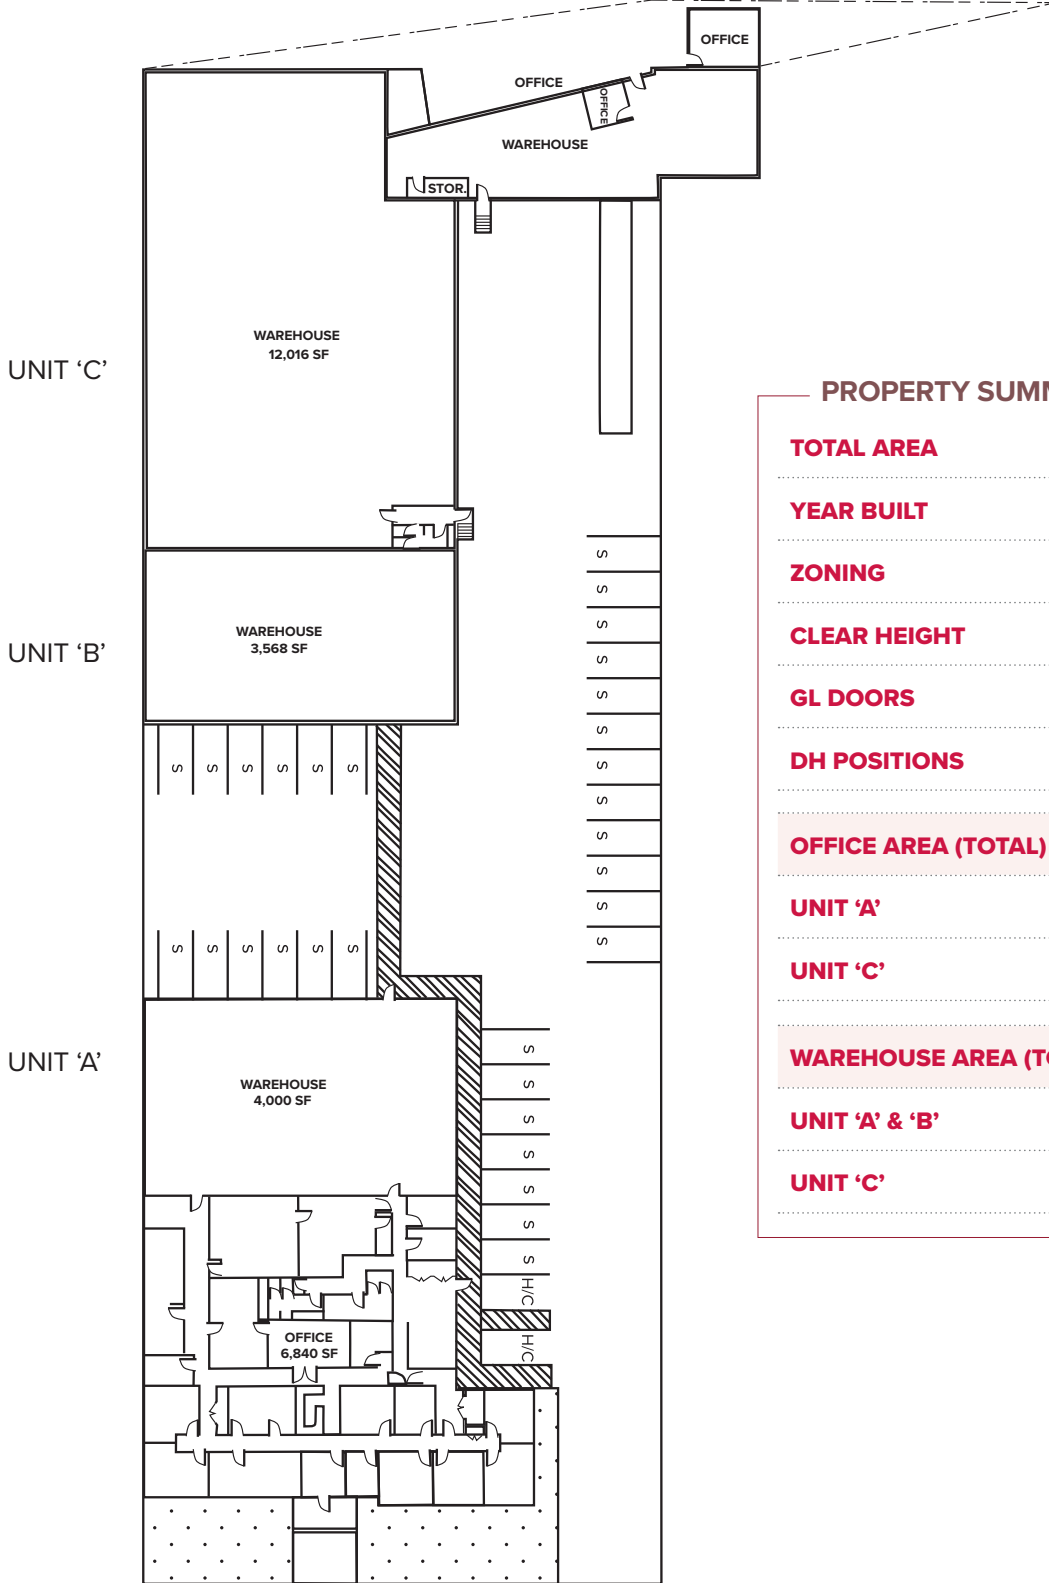 OFFICE
OFFICE
OFFICE
WAREHOUSE
STOR.
WAREHOUSE
12,016 SF
UNIT ‘C’
WAREHOUSE
3,568 SF
UNIT ‘B’
S
S
S
S
S
S
S
S
S
S
S
S
S S S S S S
S S S S S S
UNIT ‘A’
WAREHOUSE
4,000 SF
S
S
S
S
S
S
S
H/C
H/C
OFFICE
6,840 SF
PROPERTY SUMM
TOTAL AREA
YEAR BUILT
ZONING
CLEAR HEIGHT
GL DOORS
DH POSITIONS
OFFICE AREA (TOTAL)
UNIT ‘A’
UNIT ‘C’
WAREHOUSE AREA (TO
UNIT ‘A’ & ‘B’
UNIT ‘C’